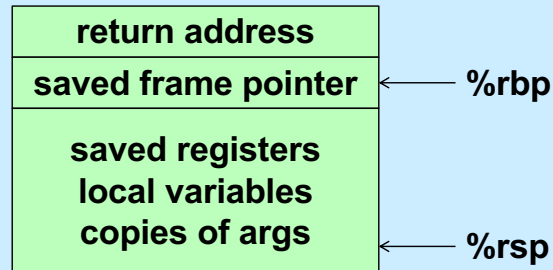 return address
saved frame pointer
%rbp
saved registers
local variables
copies of args
%rsp